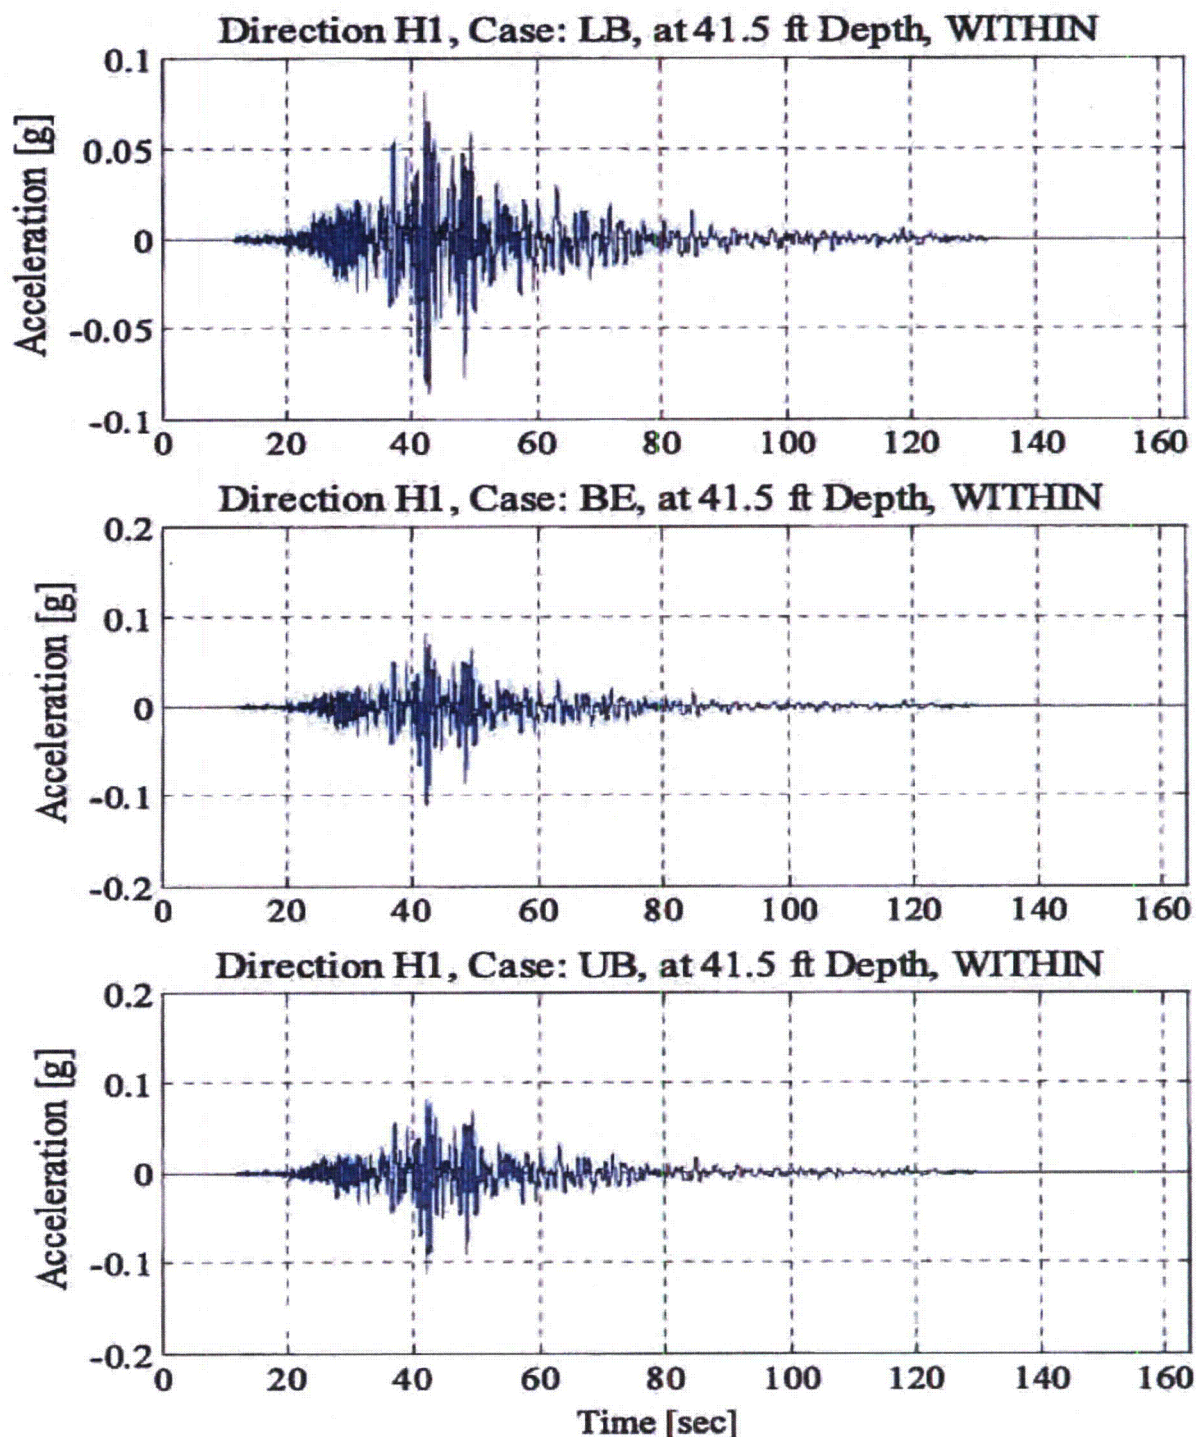 Direction H1, Case: LB, at 41.5 ft Depth, WITHIN
Acceleration [g]
0.1
0.05
0
-0.05
-0.1
0 20 40 60 80 100 120 140 160
Direction H1, Case: BE, at 41.5 ft Depth, WITHIN
Acceleration [g]
0.2
0.1
0
-0.1
-0.2
0 20 40 60 80 100 120 140 160
Direction H1, Case: UB, at 41.5 ft Depth, WITHIN
Acceleration [g]
0.2
0.1
0
-0.1
-0.2
0 20 40 60 80 100 120 140 160
Time [sec]